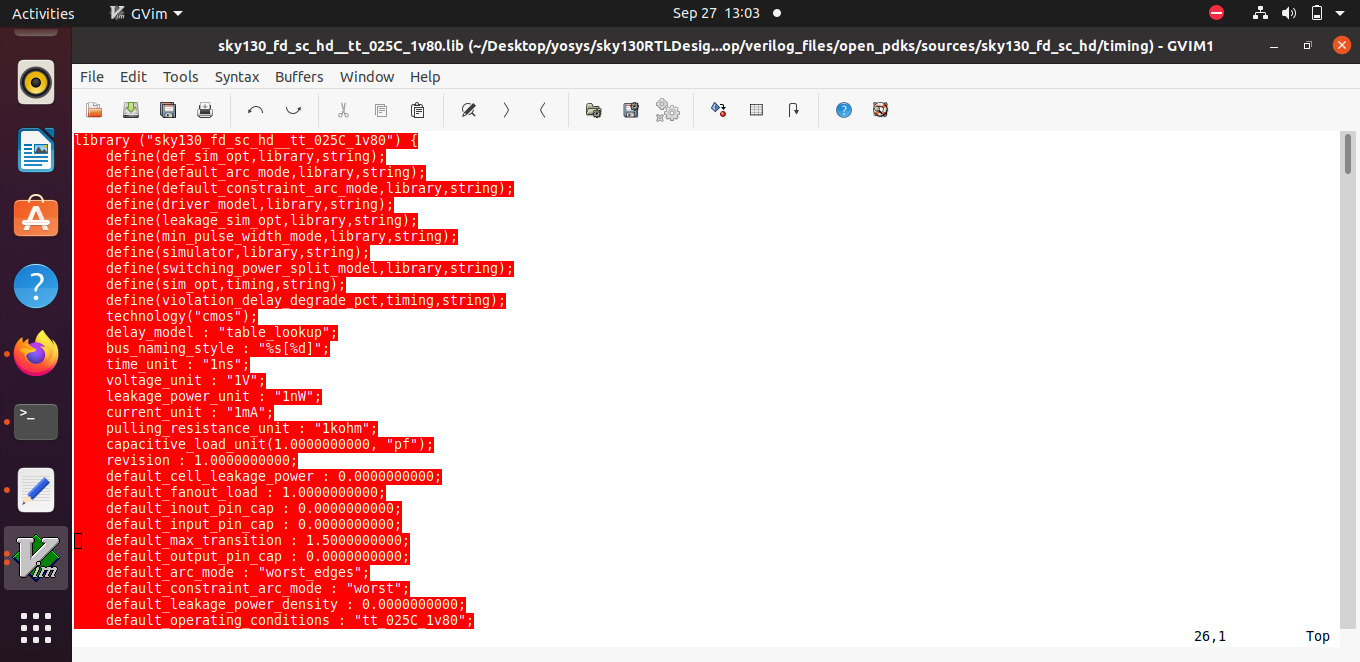 Activities GVim Sep 27 13:03
sky130_fd_sc_hd__tt_025C_1v80.lib (~/Desktop/yosys/sky130RTLDesig...op/verilog_files/open_pdks/sources/sky130_fd_sc_hd/timing) - GVIM1
File Edit Tools Syntax Buffers Window Help
library ("sky130_fd_sc_hd__tt_025C_1v80") {
    define(def_sim_opt,library,string);
    define(default_arc_mode,library,string);
    define(default_constraint_arc_mode,library,string);
    define(driver_model,library,string);
    define(leakage_sim_opt,library,string);
    define(min_pulse_width_mode,library,string);
    define(simulator,library,string);
    define(switching_power_split_model,library,string);
    define(sim_opt,timing,string);
    define(violation_delay_degrade_pct,timing,string);
    technology("cmos");
    delay_model : "table_lookup";
    bus_naming_style : "%s[%d]";
    time_unit : "1ns";
    voltage_unit : "1V";
    leakage_power_unit : "1nW";
    current_unit : "1mA";
    pulling_resistance_unit : "1kohm";
    capacitive_load_unit(1.0000000000, "pf");
    revision : 1.0000000000;
    default_cell_leakage_power : 0.0000000000;
    default_fanout_load : 1.0000000000;
    default_inout_pin_cap : 0.0000000000;
    default_input_pin_cap : 0.0000000000;
    default_max_transition : 1.5000000000;
    default_output_pin_cap : 0.0000000000;
    default_arc_mode : "worst_edges";
    default_constraint_arc_mode : "worst";
    default_leakage_power_density : 0.0000000000;
    default_operating_conditions : "tt_025C_1v80";
26,1 Top